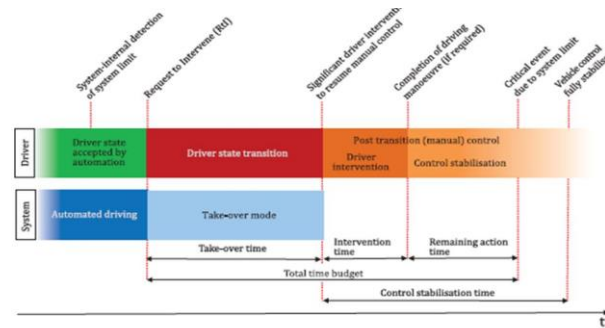 System-internal detection
of system limit
Request to Intervene (RtI)
Significant driver intervent
to resume manual control
Completion of driving
manoeuvre (if required)
Critical event
due to system limit
Vehicle control
fully stabilis
Driver
Driver state
accepted by
automation
Driver state transition
Post transition (manual) control
Driver
intervention
Control stabilisation
System
Automated driving
Take-over mode
Take-over time
Intervention
time
Remaining action
time
Total time budget
Control stabilisation time
t